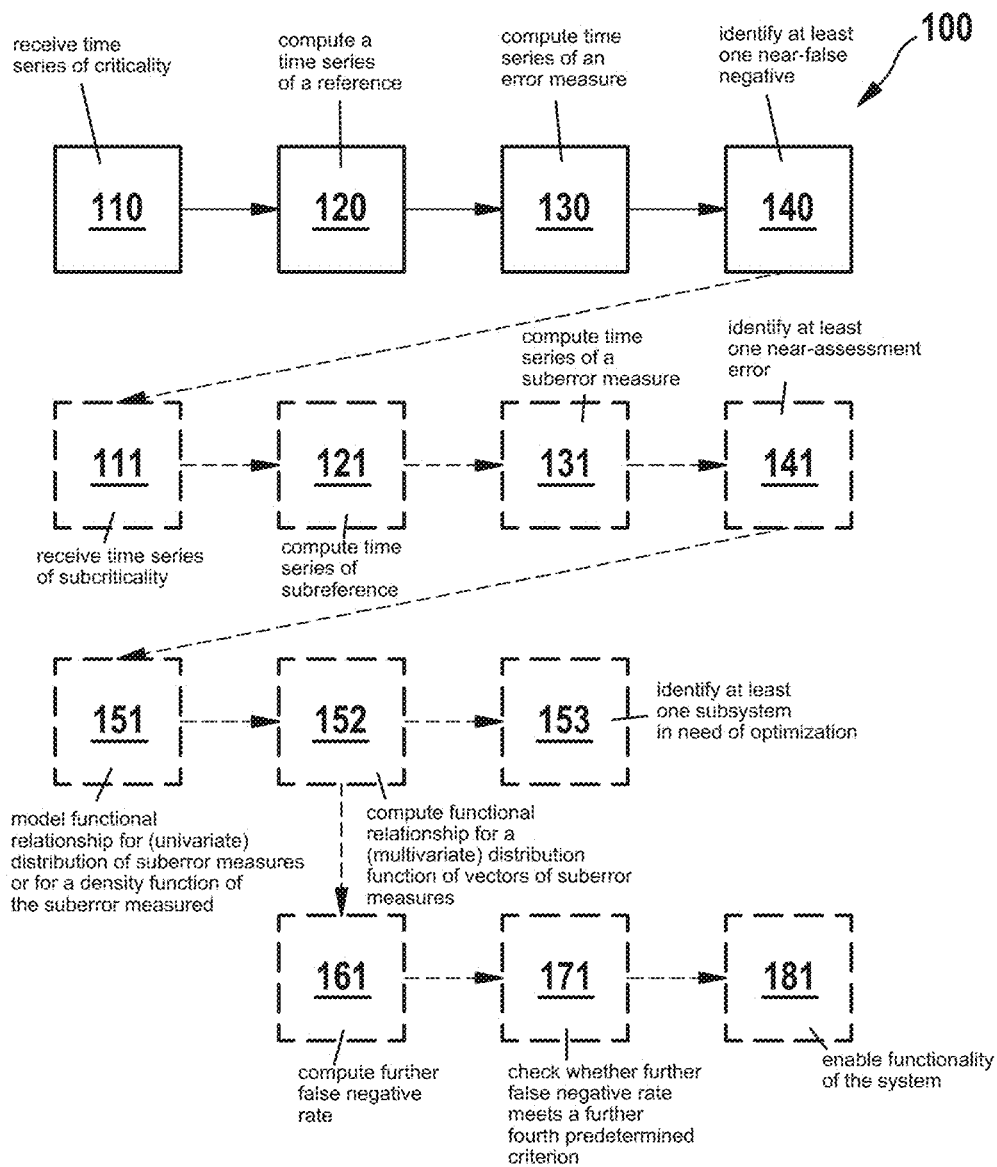 100
receive time
series of criticality
compute a
time series
of a reference
compute time
series of an
error measure
identify at least
one near-false
negative
110
120
130
140
compute time
series of a
suberror measure
identify at least
one near-assessment
error
111
121
131
141
receive time series
of subcriticality
compute time
series of
subreference
151
152
153
identify at least
one subsystem
in need of optimization
model functional
relationship for (univariate)
distribution of suberror measures
or for a density function of
the suberror measured
compute functional
relationship for a
(multivariate) distribution
function of vectors of suberror
measures
161
171
181
compute further
false negative
rate
check whether further
false negative rate
meets a further
fourth predetermined
criterion
enable functionality
of the system